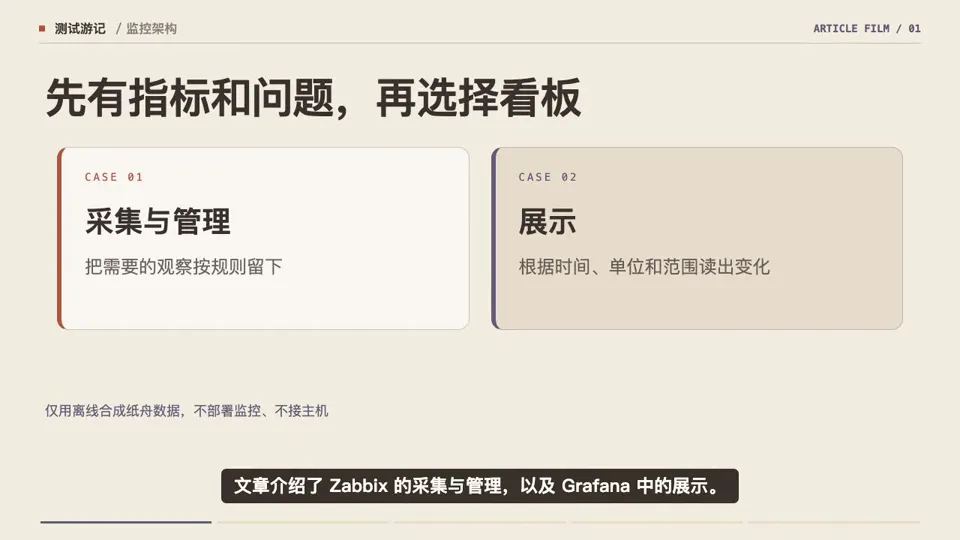 测试游记 / 监控架构
ARTICLE FILM / 01
先有指标和问题，再选择看板
CASE 01
采集与管理
把需要的观察按规则留下
CASE 02
展示
根据时间、单位和范围读出变化
仅用离线合成纸舟数据，不部署监控、不接主机
文章介绍了 Zabbix 的采集与管理，以及 Grafana 中的展示。